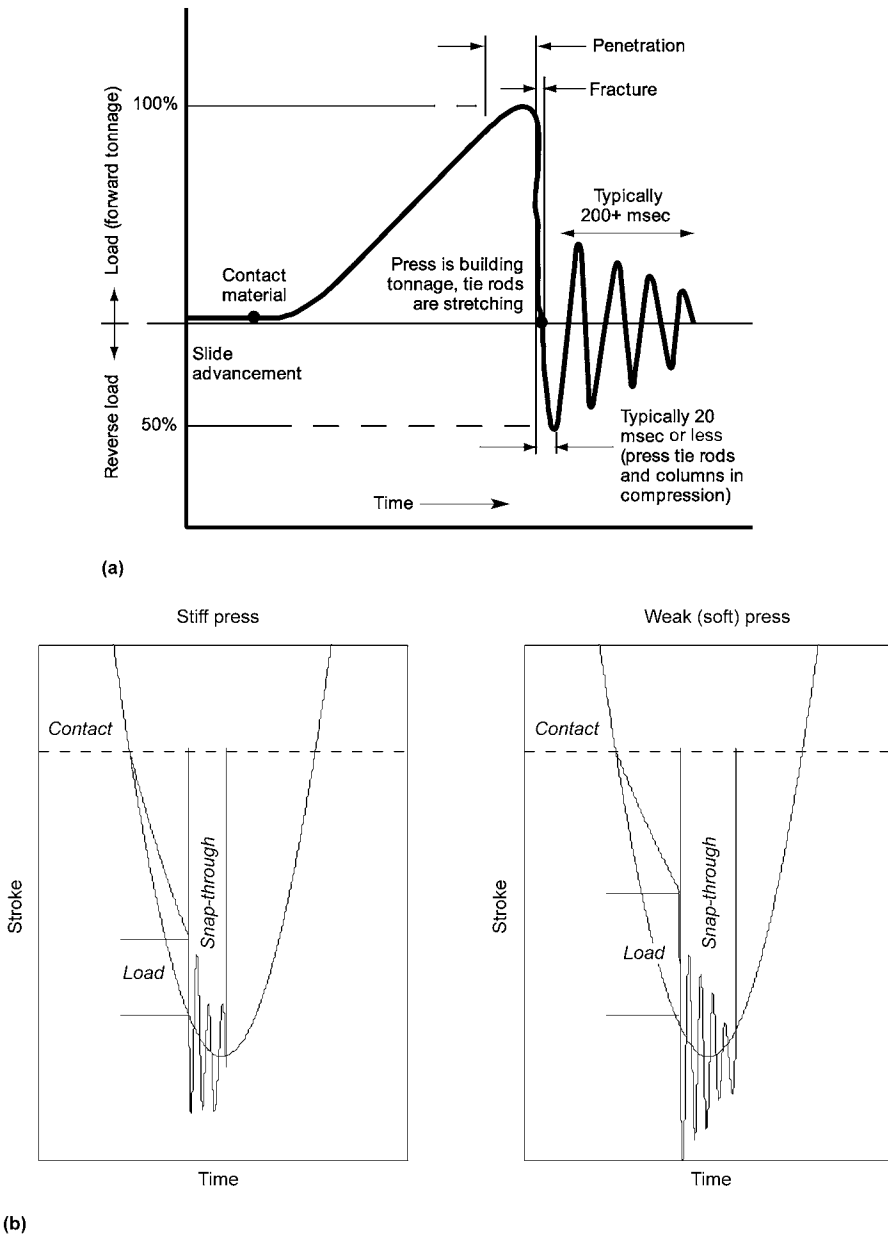 Penetration
Fracture
100%
Load (forward tonnage)
Typically
200+ msec
Contact
material
Press is building
tonnage, tie rods
are stretching
Slide
advancement
Reverse load
50%
Typically 20
msec or less
(press tie rods
and columns in
compression)
Time
(a)
Stiff press
Contact
Snap-through
Load
Stroke
Time
Weak (soft) press
Contact
Snap-through
Load
Stroke
Time
(b)